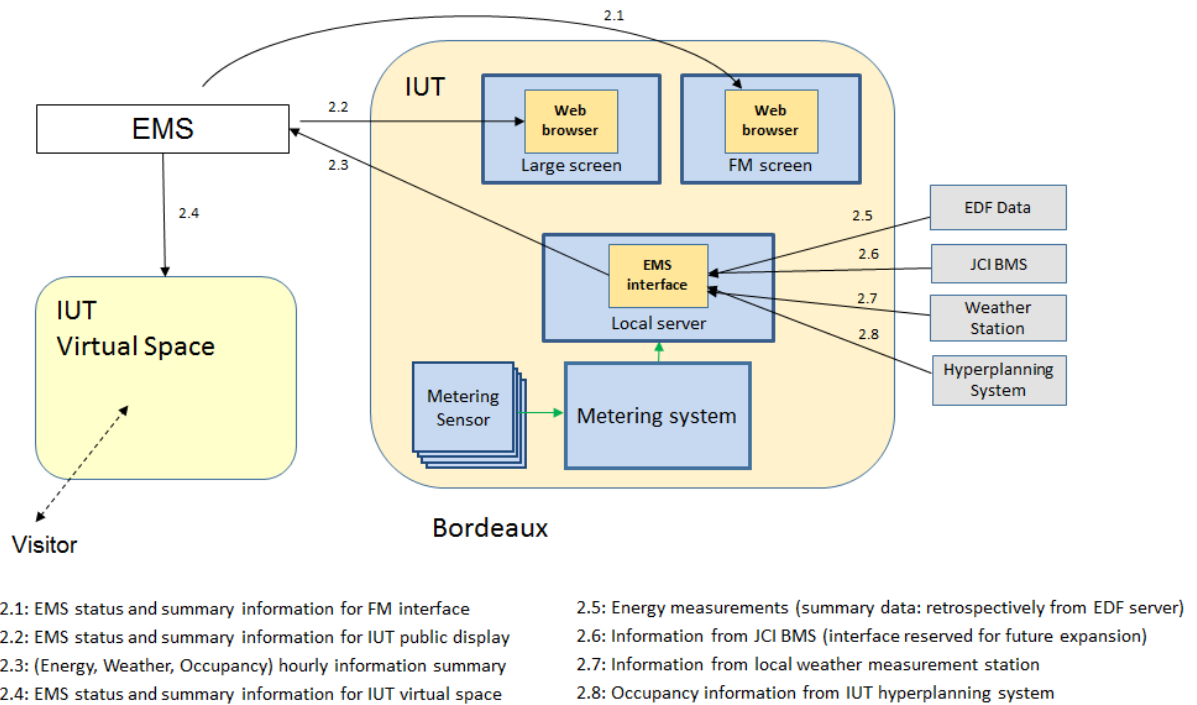 2.1
IUT
EMS
2.2
Web
browser
Large screen
Web
browser
FM screen
2.3
2.4
2.5
EDF Data
2.6
JCI BMS
2.7
Weather
Station
2.8
Hyperplanning
System
EMS
interface
Local server
IUT
Virtual Space
Metering
Sensor
Metering system
Visitor
Bordeaux
2.1: EMS status and summary information for FM interface
2.2: EMS status and summary information for IUT public display
2.3: (Energy, Weather, Occupancy) hourly information summary
2.4: EMS status and summary information for IUT virtual space
2.5: Energy measurements (summary data: retrospectively from EDF server)
2.6: Information from JCI BMS (interface reserved for future expansion)
2.7: Information from local weather measurement station
2.8: Occupancy information from IUT hyperplanning system